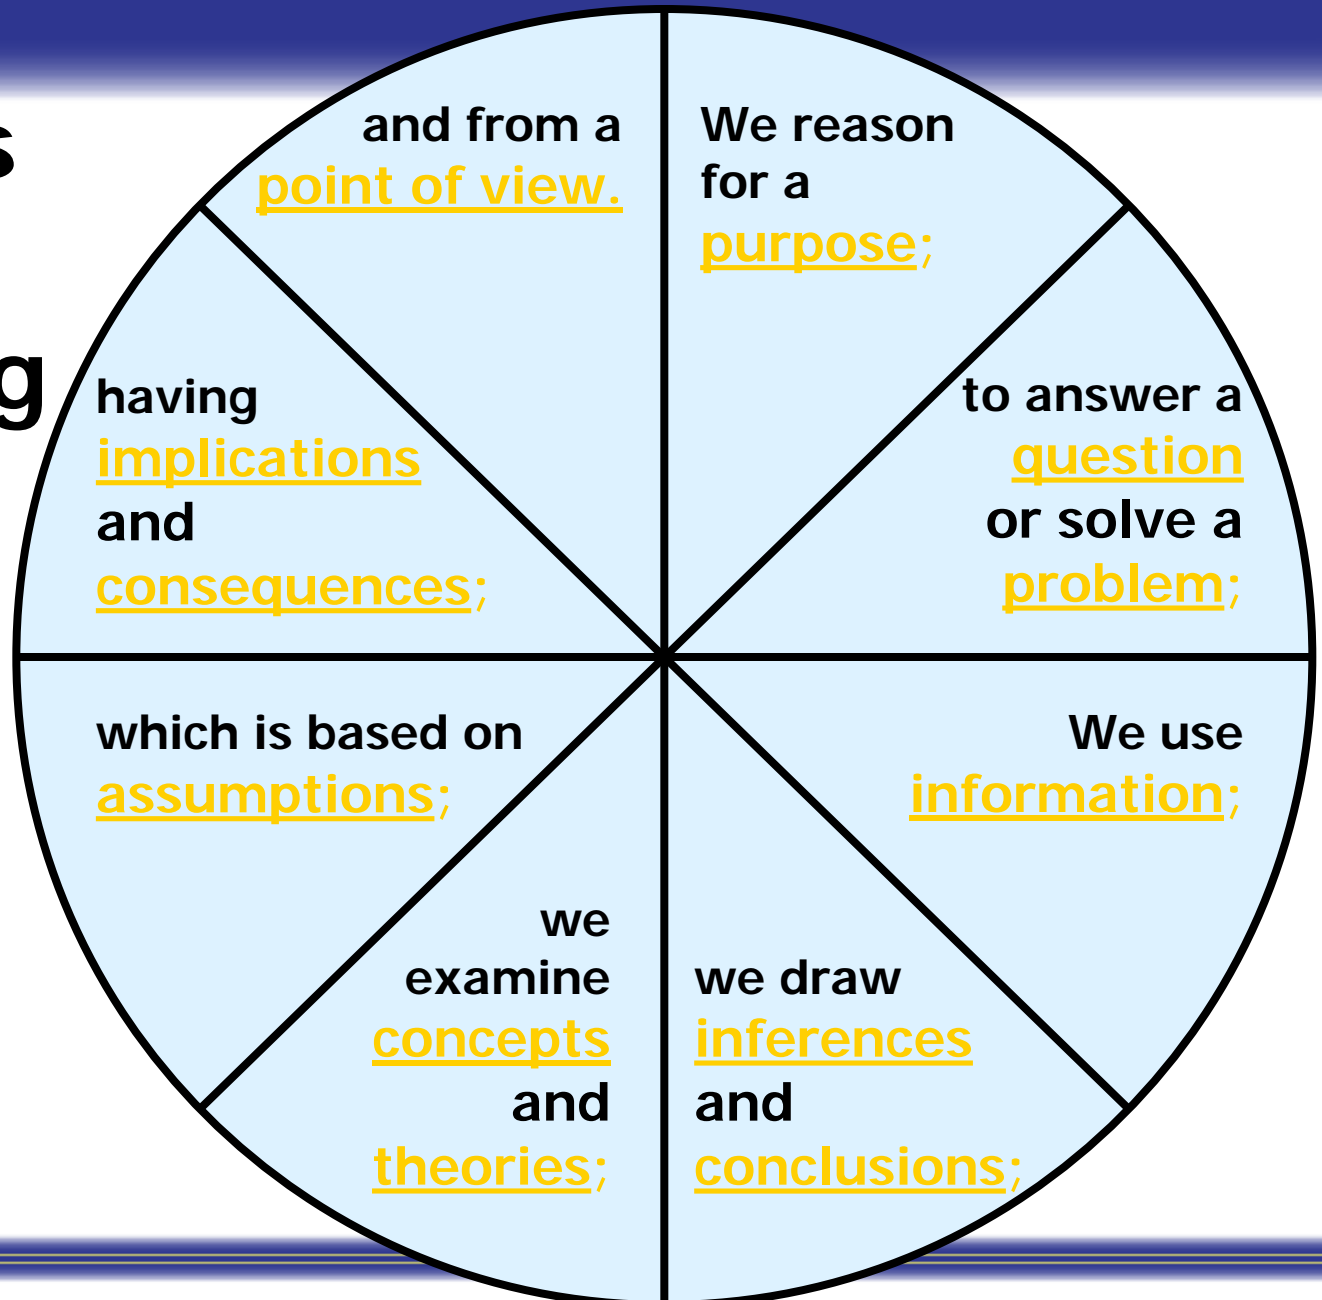 We reason
for a
purpose;
to answer a
question
or solve a
problem;
We use
information;
we draw
inferences
and
conclusions;
we
examine
concepts
and
theories;
which is based on
assumptions;
having
implications
and
consequences;
and from a
point of view.